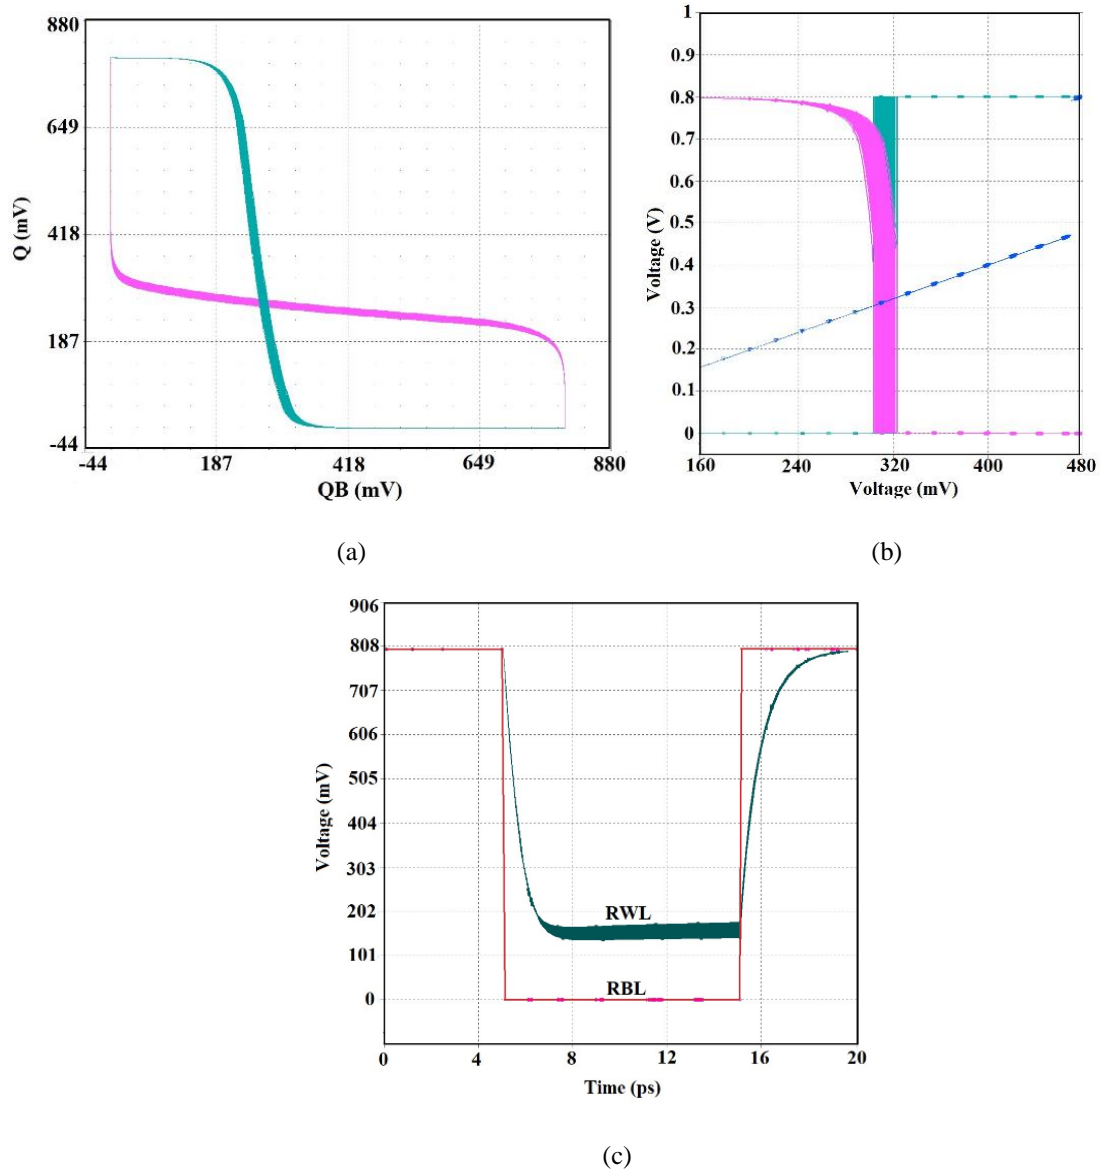 880
649
418
187
-44
Q (mV)
-44 187 418 649 880
QB (mV)
(a)
1
0.9
0.8
0.7
0.6
0.5
0.4
0.3
0.2
0.1
0
Voltage (V)
160 240 320 400 480
Voltage (mV)
(b)
906
808
707
606
505
404
303
202
101
0
Voltage (mV)
RWL
RBL
0 4 8 12 16 20
Time (ps)
(c)